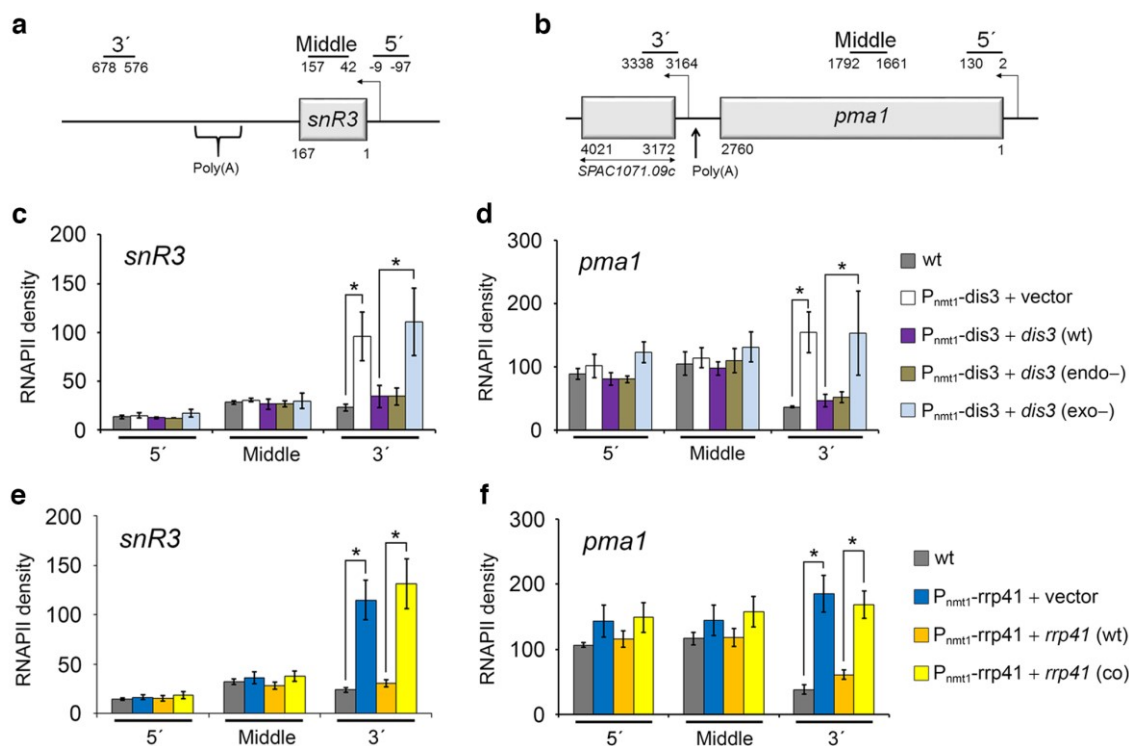 a
3´ Middle 5´
678 576 157 42 -9 -97
snR3
167 1
Poly(A)
b
3´ Middle 5´
3338 3164 1792 1661 130 2
pma1
4021 3172 2760 1
SPAC1071.09c Poly(A)
c
snR3
RNAPII density
200
150
100
50
0
* *
5´ Middle 3´
d
pma1
RNAPII density
300
200
100
0
* *
5´ Middle 3´
wt
Pnmt1-dis3 + vector
Pnmt1-dis3 + dis3 (wt)
Pnmt1-dis3 + dis3 (endo–)
Pnmt1-dis3 + dis3 (exo–)
e
snR3
RNAPII density
200
150
100
50
0
* *
5´ Middle 3´
f
pma1
RNAPII density
300
200
100
0
* *
5´ Middle 3´
wt
Pnmt1-rrp41 + vector
Pnmt1-rrp41 + rrp41 (wt)
Pnmt1-rrp41 + rrp41 (co)